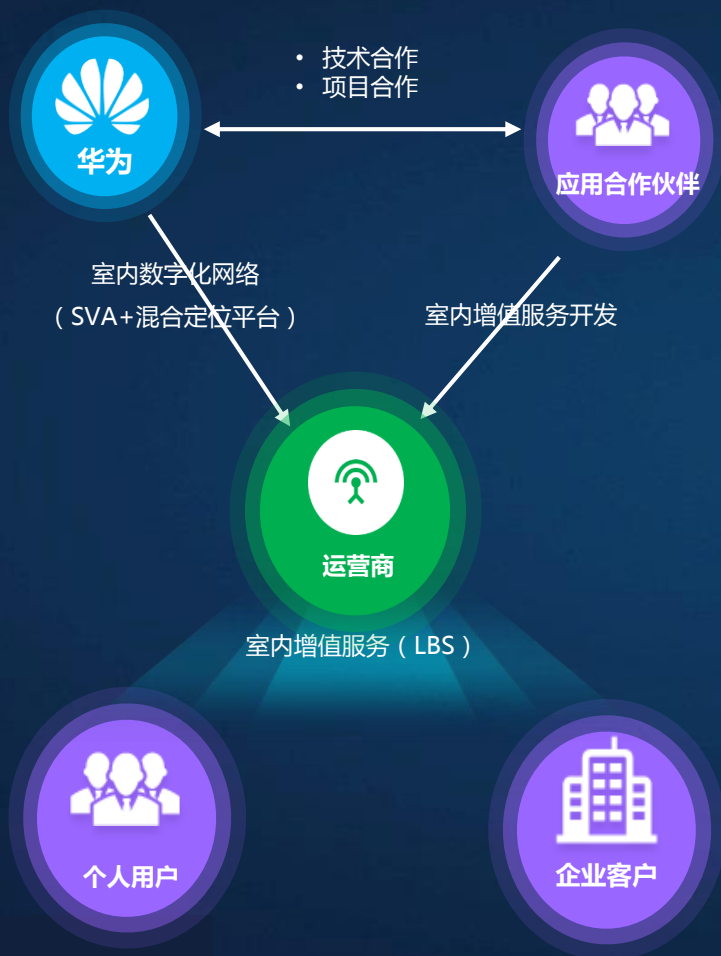 • 技术合作
• 项目合作
华为
应用合作伙伴
室内数字化网络
（SVA+混合定位平台）
室内增值服务开发
运营商
室内增值服务（LBS）
个人用户
企业客户